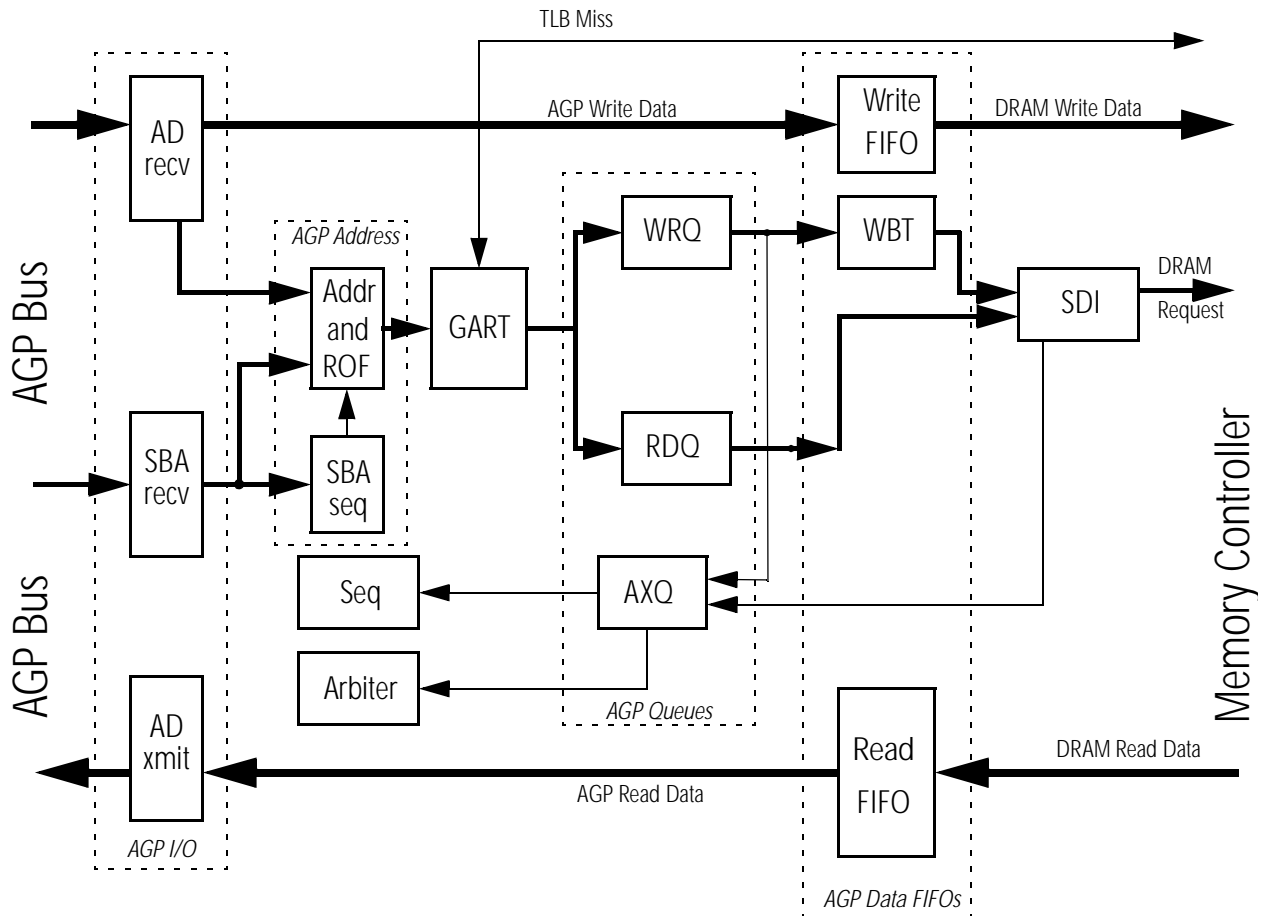 TLB Miss
AD
recv
AGP Write Data
Write
FIFO
DRAM Write Data
AGP Address
WRQ
WBT
Addr
and
ROF
GART
SDI
DRAM
Request
AGP Bus
SBA
recv
SBA
seq
RDQ
Memory Controller
Seq
AXQ
AGP Bus
Arbiter
AGP Queues
AD
xmit
AGP Read Data
Read
FIFO
DRAM Read Data
AGP I/O
AGP Data FIFOs